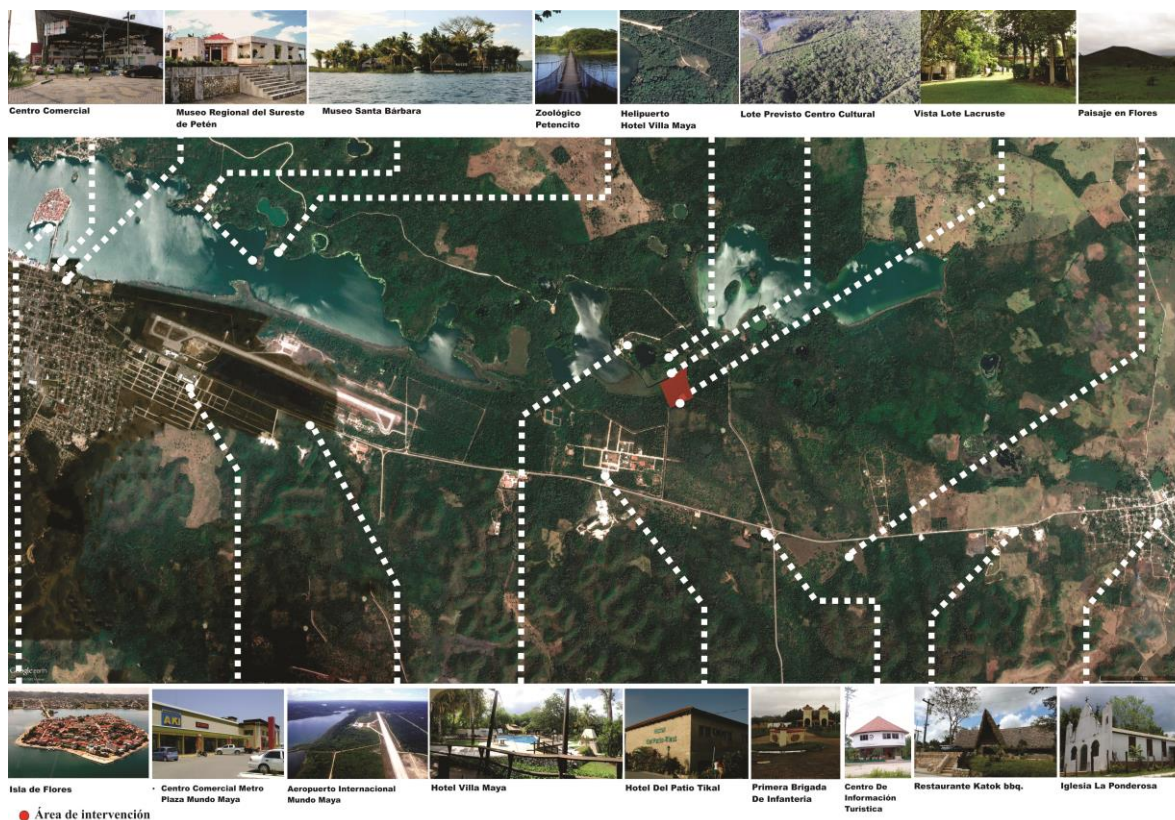 Centro Comercial
Museo Regional del Sureste
de Petén
Museo Santa Bárbara
Zoológico
Petencito
Helipuerto
Hotel Villa Maya
Lote Previsto Centro Cultural
Vista Lote Lacruste
Paisaje en Flores
Google earth
AKI
Isla de Flores
Centro Comercial Metro
Plaza Mundo Maya
Aeropuerto Internacional
Mundo Maya
Hotel Villa Maya
Hotel Del Patio Tikal
Primera Brigada
De Infantería
Centro De
Información
Turística
Restaurante Katok bbq.
Iglesia La Ponderosa
Área de intervención